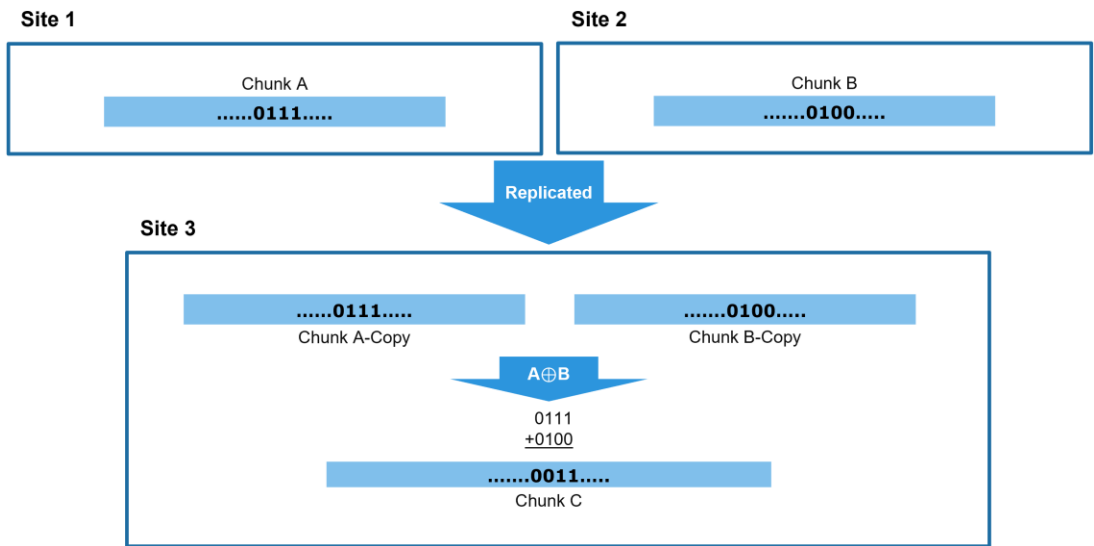 Site 1
Site 2
Chunk A
......0111.....
Chunk B
.......0100.....
Replicated
Site 3
......0111.....
Chunk A-Copy
.......0100.....
Chunk B-Copy
A⊕B
0111
+0100
.......0011.....
Chunk C